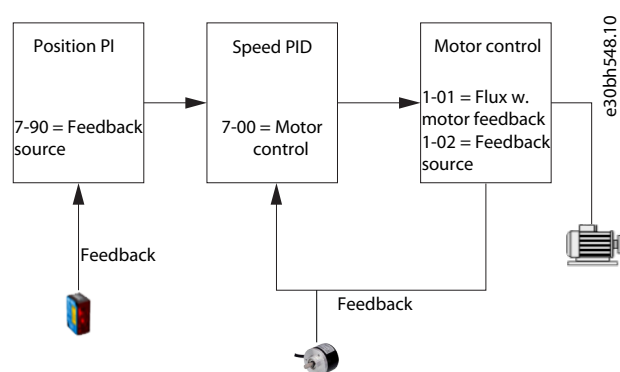 Position PI
7-90 = Feedback
source
Speed PID
7-00 = Motor
control
Motor control
1-01 = Flux w.
motor feedback
1-02 = Feedback
source
e30bh548.10
Feedback
Feedback